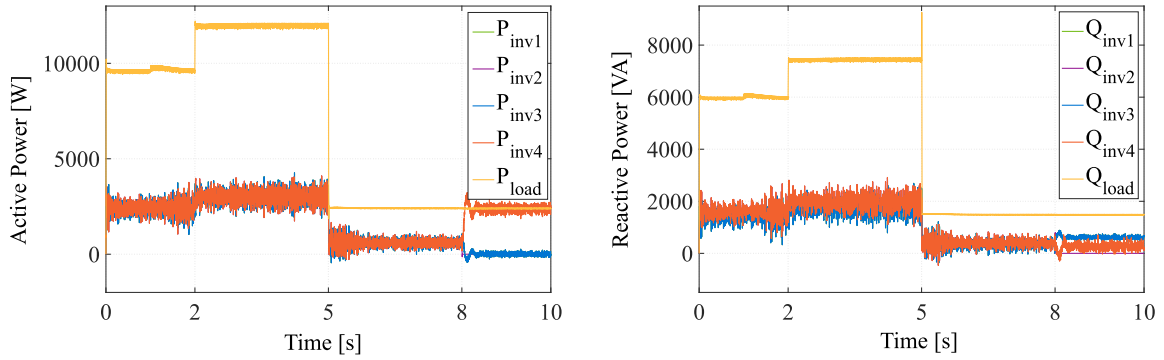 Active Power [W]
10000
5000
0
0
2
5
8
10
Time [s]
P_inv1
P_inv2
P_inv3
P_inv4
P_load
Reactive Power [VA]
8000
6000
4000
2000
0
0
2
5
8
10
Time [s]
Q_inv1
Q_inv2
Q_inv3
Q_inv4
Q_load